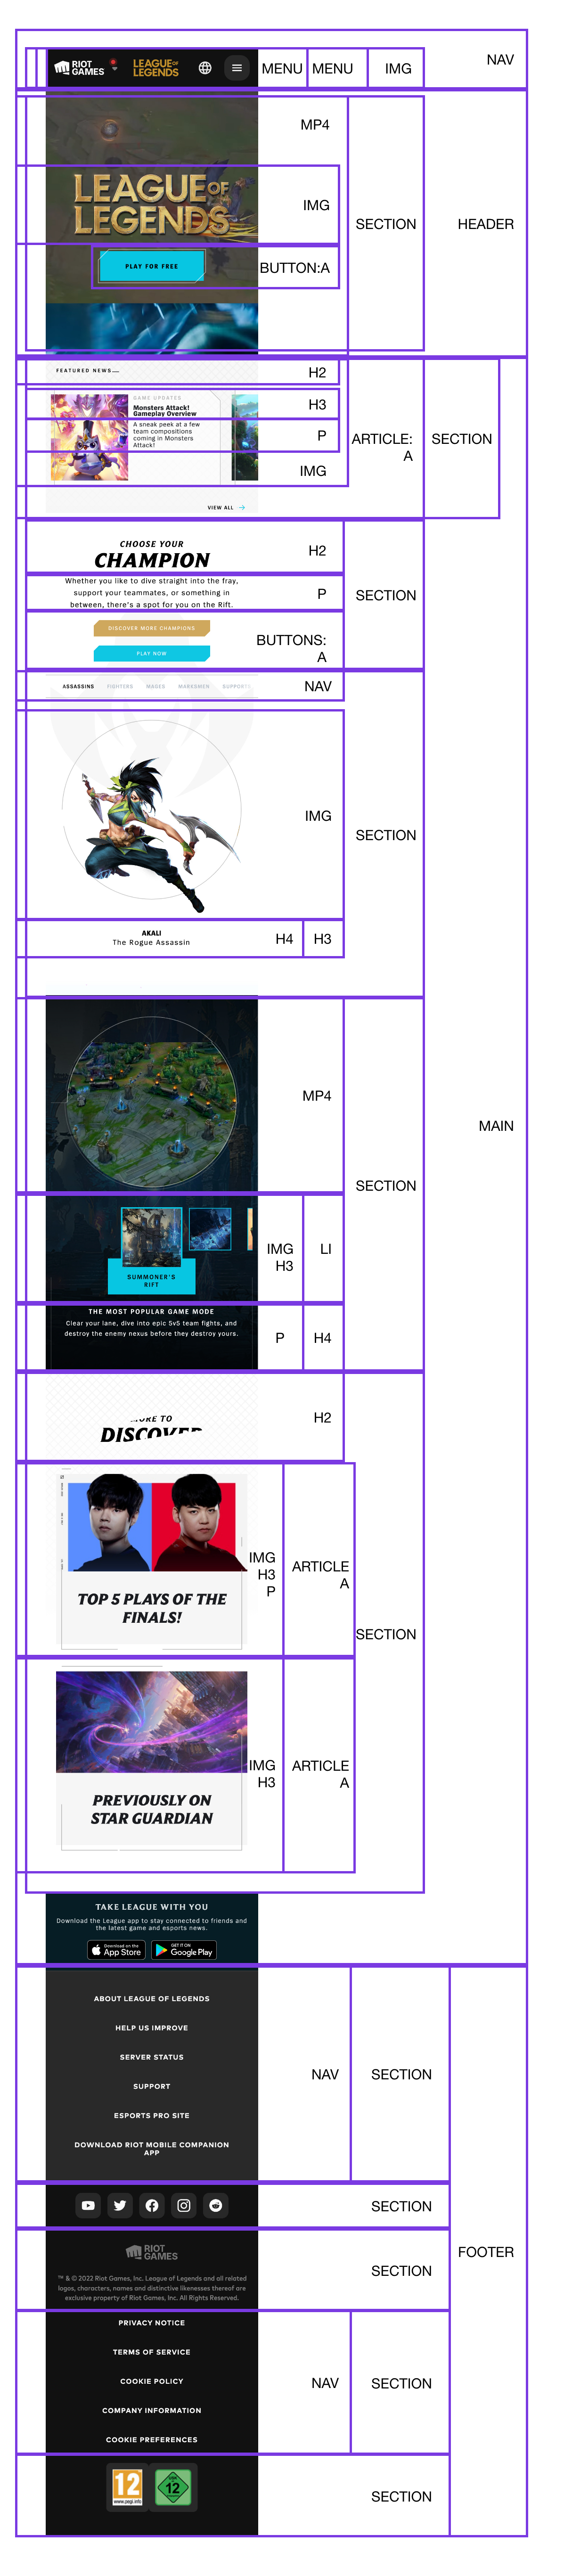 RIOT
GAMES
LEAGUE OF
LEGENDS
MENU
MENU
IMG
NAV
MP4
LEAGUE OF
LEGENDS
IMG
SECTION
HEADER
PLAY FOR FREE
BUTTON:A
FEATURED NEWS
H2
GAME UPDATES
Monsters Attack!
Gameplay Overview
H3
A sneak peek at a few
team compositions
coming in Monsters
Attack!
P
IMG
ARTICLE:
A
SECTION
VIEW ALL
CHOOSE YOUR
CHAMPION
H2
Whether you like to dive straight into the fray,
support your teammates, or something in
between, there's a spot for you on the Rift.
P
SECTION
DISCOVER MORE CHAMPIONS
PLAY NOW
BUTTONS:
A
ASSASSINS FIGHTERS MAGES MARKSMEN SUPPORTS
NAV
IMG
SECTION
AKALI
The Rogue Assassin
H4
H3
MP4
MAIN
SECTION
SUMMONER'S
RIFT
IMG
H3
LI
THE MOST POPULAR GAME MODE
Clear your lane, dive into epic 5v5 team fights, and
destroy the enemy nexus before they destroy yours.
P
H4
MORE TO
DISCOVER
H2
TOP 5 PLAYS OF THE
FINALS!
IMG
H3
P
ARTICLE
A
SECTION
PREVIOUSLY ON
STAR GUARDIAN
IMG
H3
ARTICLE
A
TAKE LEAGUE WITH YOU
Download the League app to stay connected to friends and
the latest game and esports news.
Download on the
App Store
GET IT ON
Google Play
ABOUT LEAGUE OF LEGENDS
HELP US IMPROVE
SERVER STATUS
SUPPORT
ESPORTS PRO SITE
DOWNLOAD RIOT MOBILE COMPANION
APP
NAV
SECTION
SECTION
RIOT
GAMES
™ & © 2022 Riot Games, Inc. League of Legends and all related
logos, characters, names and distinctive likenesses thereof are
exclusive property of Riot Games, Inc. All Rights Reserved.
SECTION
FOOTER
PRIVACY NOTICE
TERMS OF SERVICE
COOKIE POLICY
COMPANY INFORMATION
COOKIE PREFERENCES
NAV
SECTION
12
www.pegi.info
12
SECTION